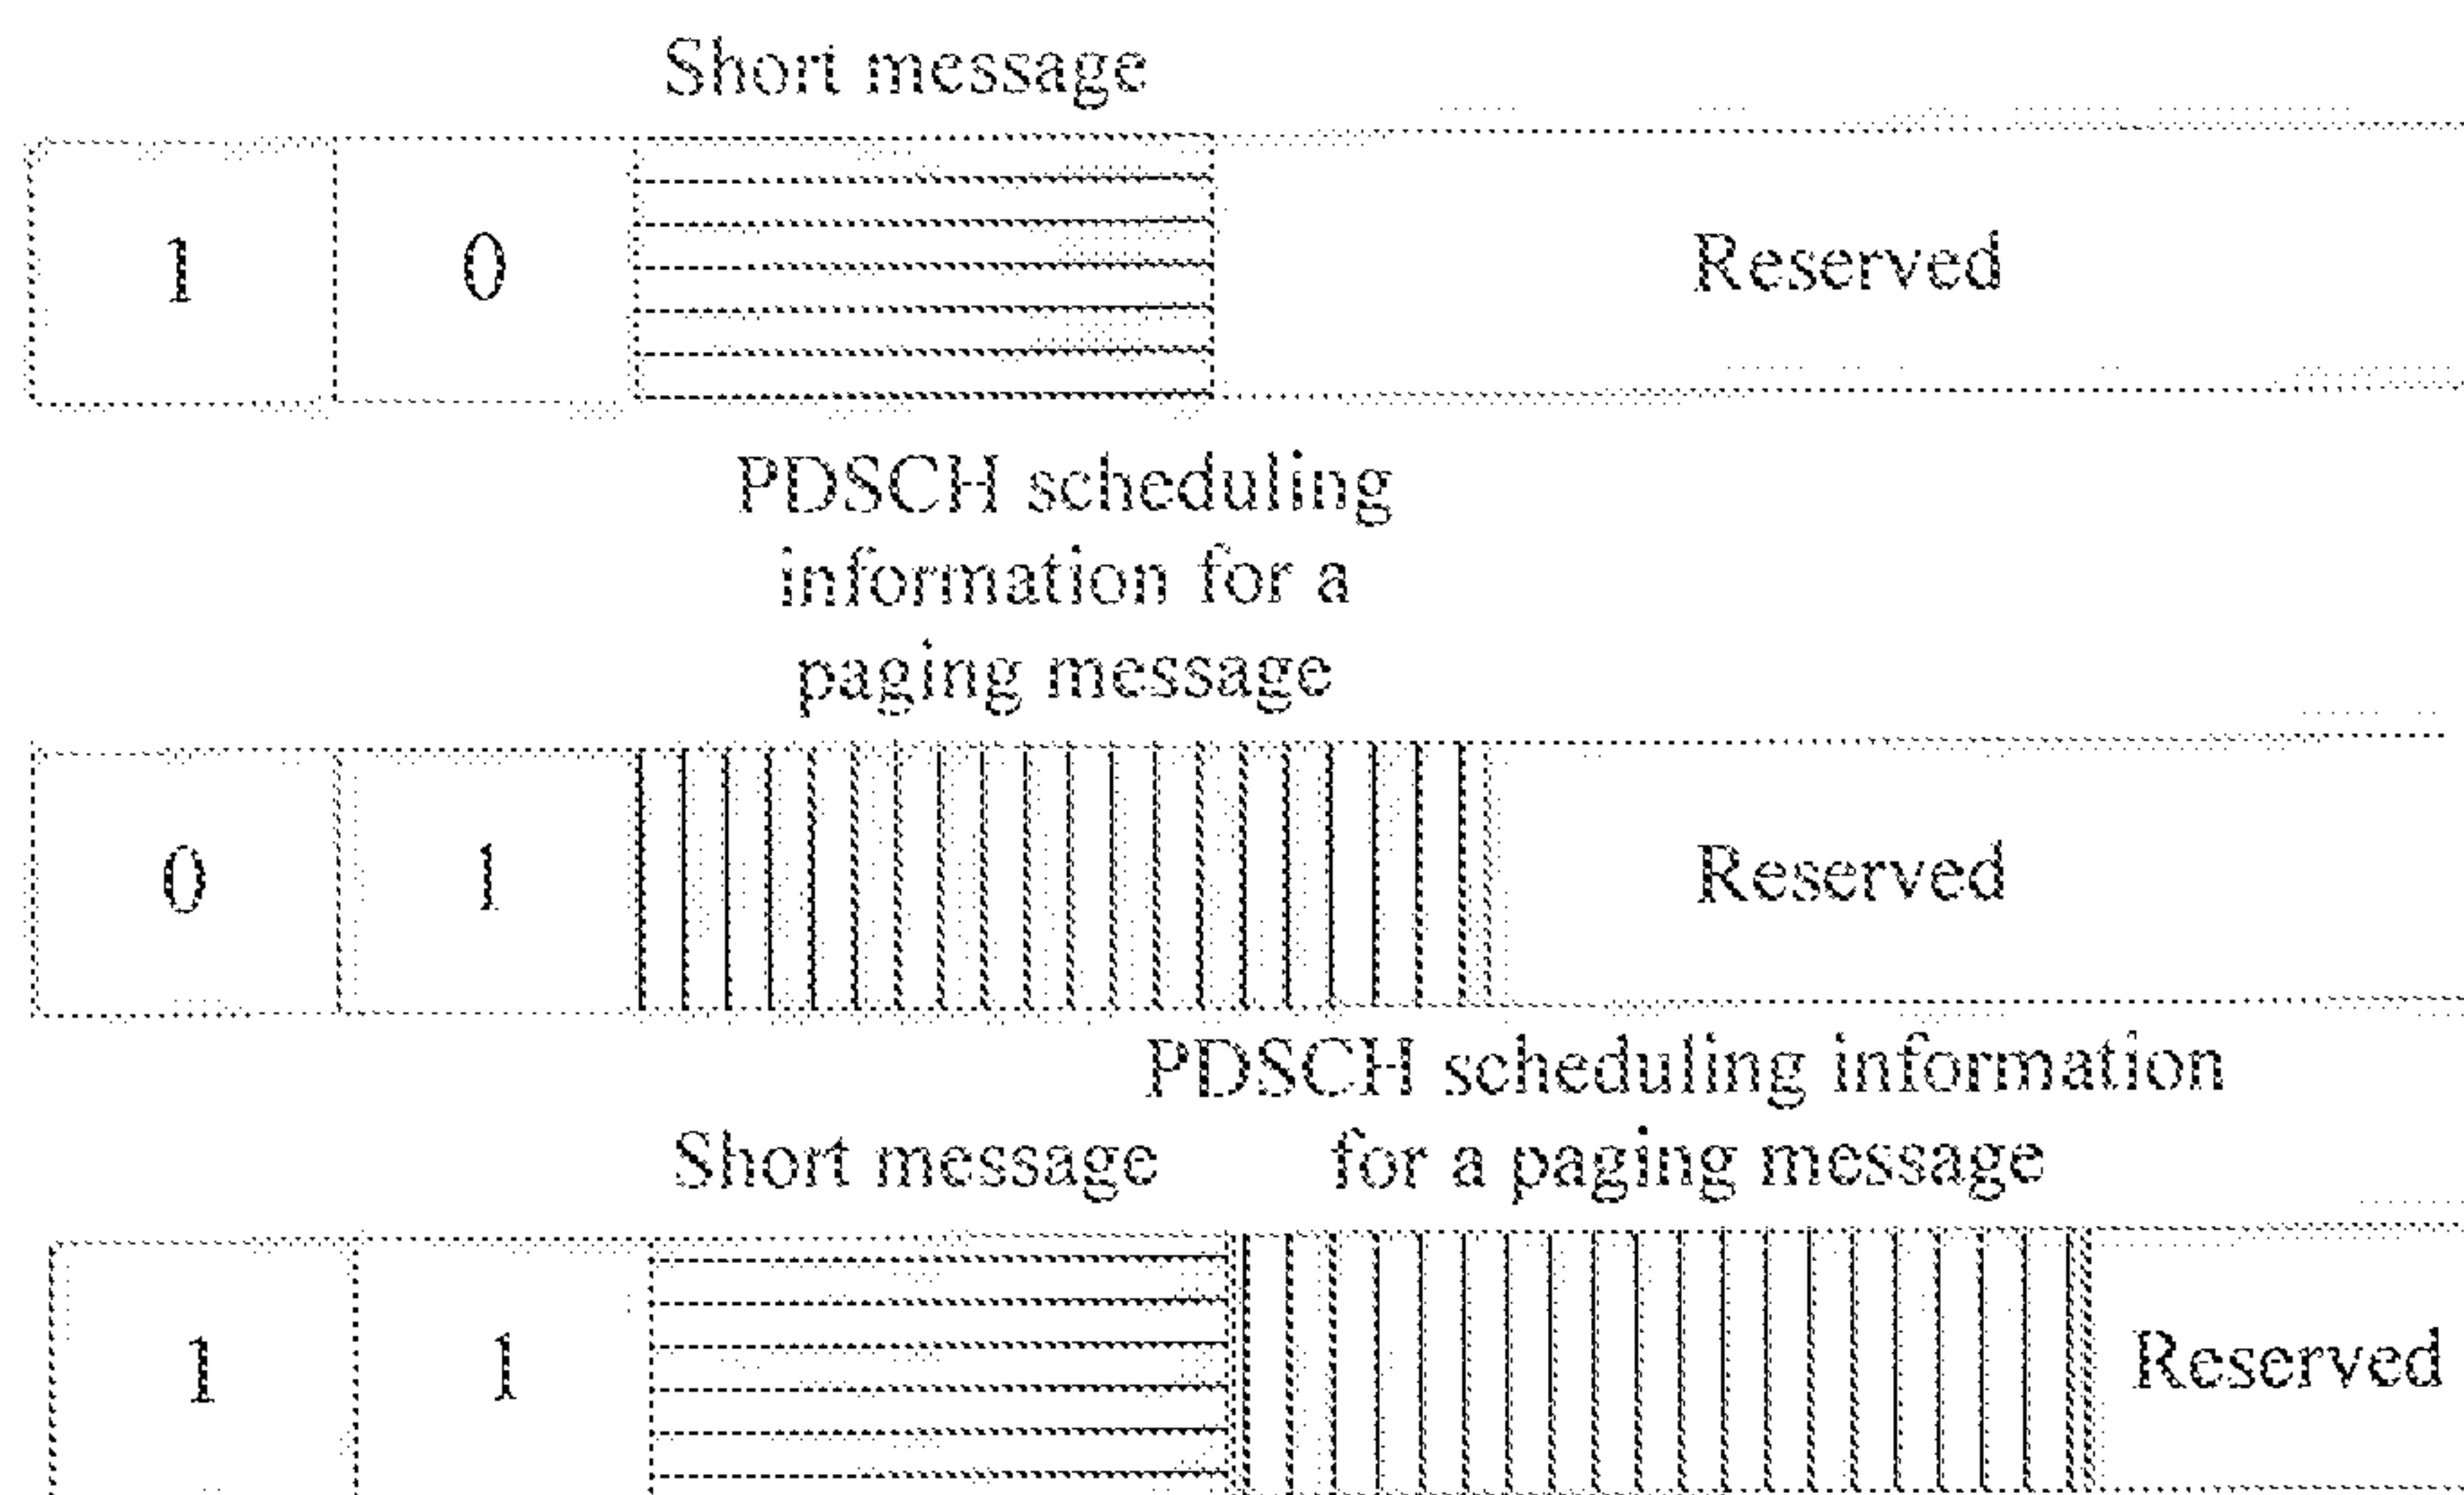 Short message
1 0 Reserved
PDSCH scheduling
information for a
paging message
0 1 Reserved
PDSCH scheduling information
for a paging message
Short message
1 1 Reserved